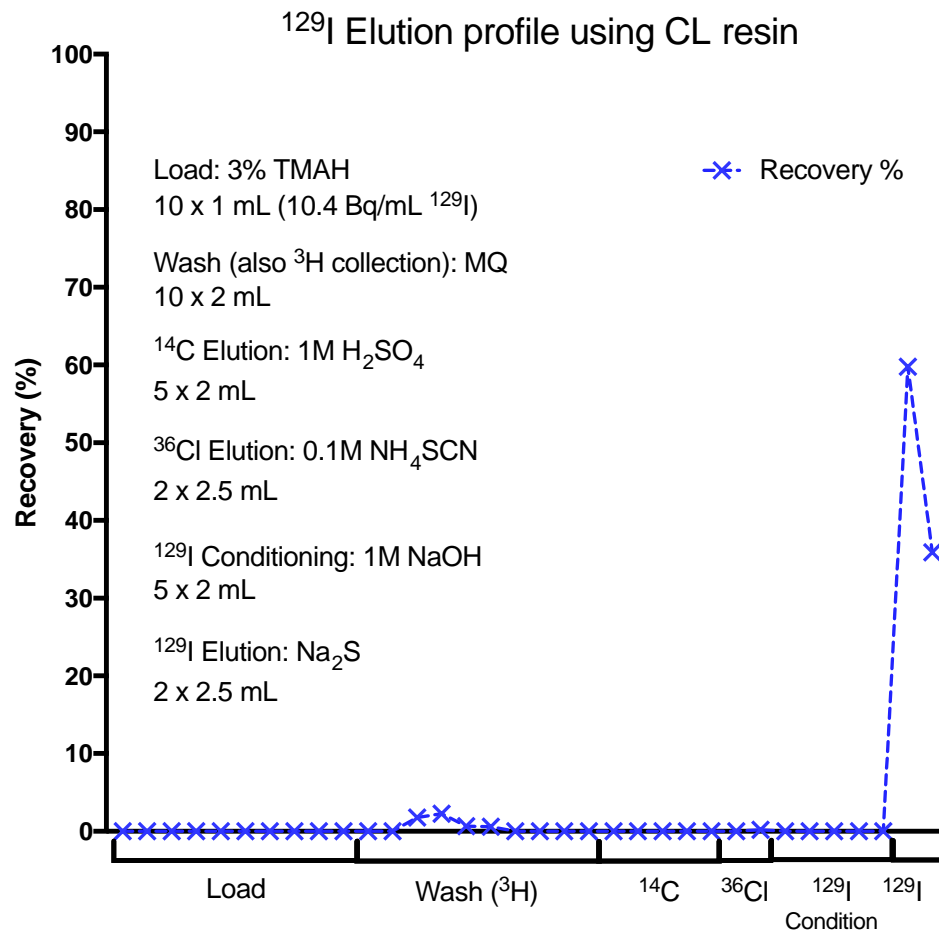 ¹²⁹I Elution profile using CL resin
100
90
80
70
60
50
40
30
20
10
0
Recovery (%)
Load: 3% TMAH
10 x 1 mL (10.4 Bq/mL ¹²⁹I)
Wash (also ³H collection): MQ
10 x 2 mL
¹⁴C Elution: 1M H₂SO₄
5 x 2 mL
³⁶Cl Elution: 0.1M NH₄SCN
2 x 2.5 mL
¹²⁹I Conditioning: 1M NaOH
5 x 2 mL
¹²⁹I Elution: Na₂S
2 x 2.5 mL
Recovery %
Load Wash (³H) ¹⁴C ³⁶Cl ¹²⁹I ¹²⁹I
Condition